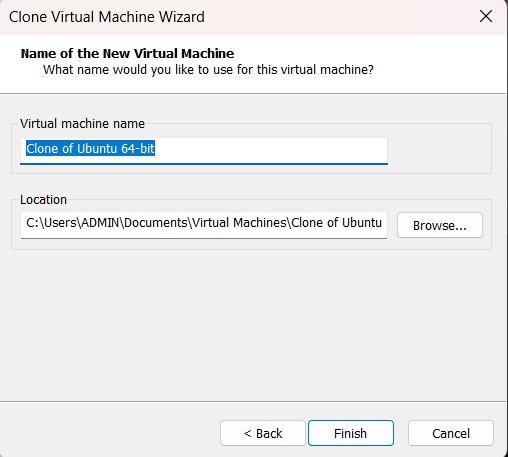 Clone Virtual Machine Wizard
Name of the New Virtual Machine
What name would you like to use for this virtual machine?
Virtual machine name
Clone of Ubuntu 64-bit
Location
C:\Users\ADMIN\Documents\Virtual Machines\Clone of Ubuntu
Browse...
< Back
Finish
Cancel